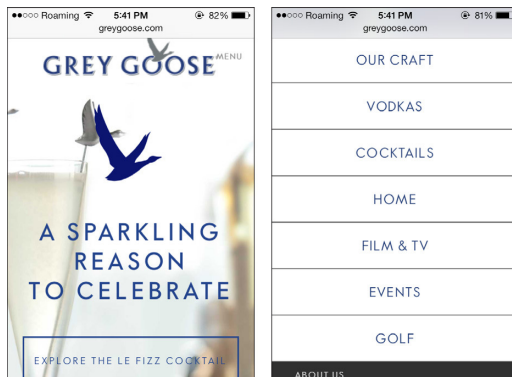 Roaming 5:41 PM 82%
greygoose.com
GREY GOOSE MENU
A SPARKLING
REASON
TO CELEBRATE
EXPLORE THE LE FIZZ COCKTAIL
Roaming 5:41 PM 81%
greygoose.com
OUR CRAFT
VODKAS
COCKTAILS
HOME
FILM & TV
EVENTS
GOLF
ABOUT US